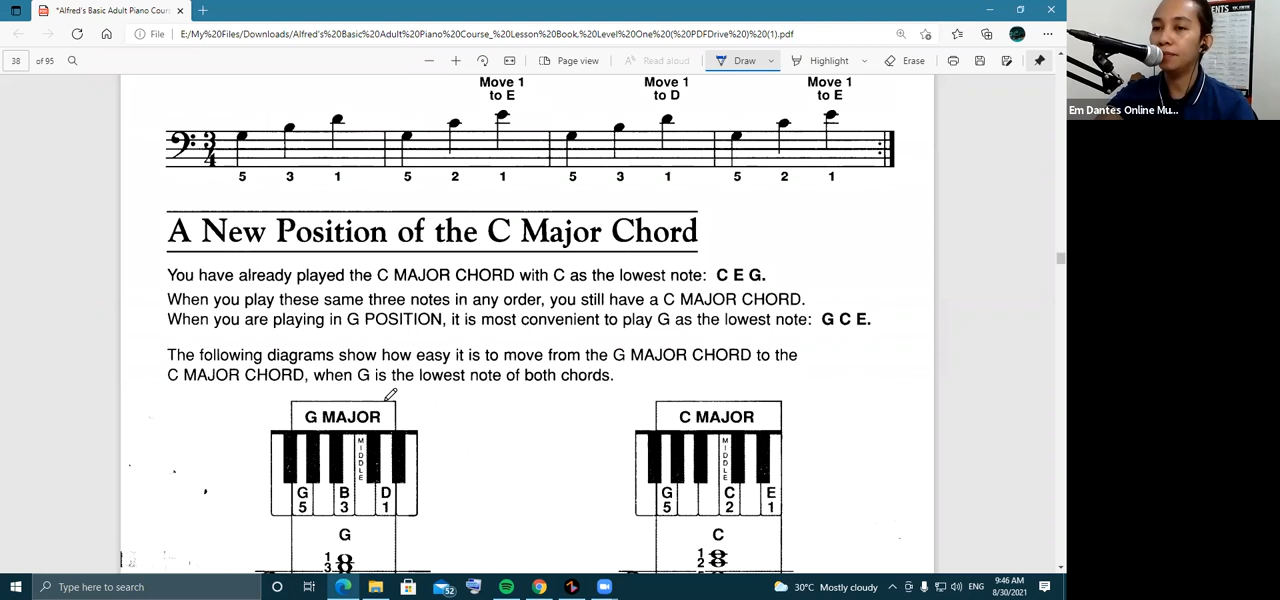 *Alfred's Basic Adult Piano Cour
File
E:/My%20Files/Downloads/Alfred's%20Basic%20Adult%20Piano%20Course_%20Lesson%20Book.%20Level%20One%20(%20PDFDrive%20)%20(1).pdf
38 of 95
Page view
Read aloud
Draw
Highlight
Erase
Em Dantes Online Mu...
Move 1 to E
Move 1 to D
Move 1 to E
3
4
5 3 1 5 2 1 5 3 1 5 2 1
A New Position of the C Major Chord
You have already played the C MAJOR CHORD with C as the lowest note: C E G.
When you play these same three notes in any order, you still have a C MAJOR CHORD.
When you are playing in G POSITION, it is most convenient to play G as the lowest note: G C E.
The following diagrams show how easy it is to move from the G MAJOR CHORD to the
C MAJOR CHORD, when G is the lowest note of both chords.
G MAJOR
MIDDLE
G B D
5 3 1
G
1
3
C MAJOR
MIDDLE
G C E
5 2 1
C
1
2
Type here to search
52
30°C Mostly cloudy
ENG
9:46 AM
8/30/2021